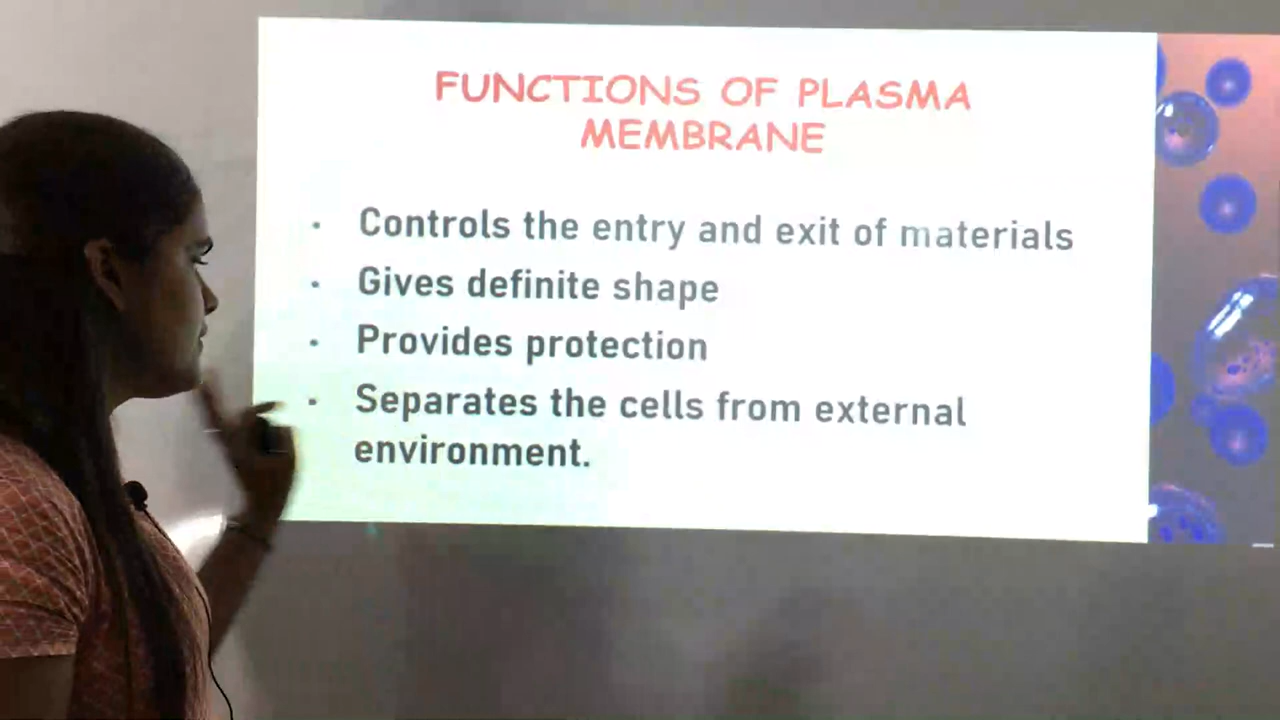 FUNCTIONS OF PLASMA
MEMBRANE
• Controls the entry and exit of materials
• Gives definite shape
• Provides protection
• Separates the cells from external
environment.